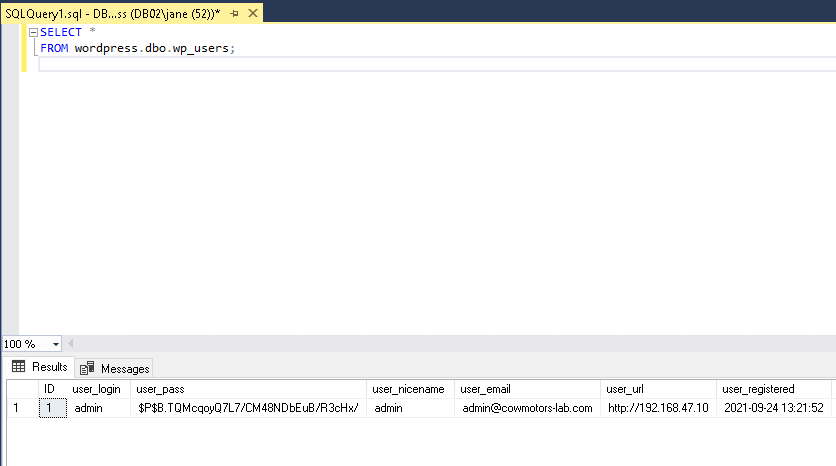 SQLQuery1.sql - DB...ss (DB02\jane (52))*
SELECT *
FROM wordpress.dbo.wp_users;
100 %
Results Messages
ID user_login user_pass user_nicename user_email user_url user_registered
1 1 admin $P$B.TQMcqoyQ7L7/CM48NDbEuB/R3cHx/ admin admin@cowmotors-lab.com http://192.168.47.10 2021-09-24 13:21:52